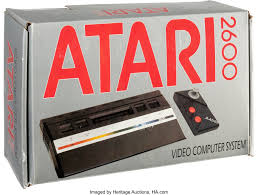 ATARI
2600
VIDEO COMPUTER SYSTEM
Image by Heritage Auctions, HA.com